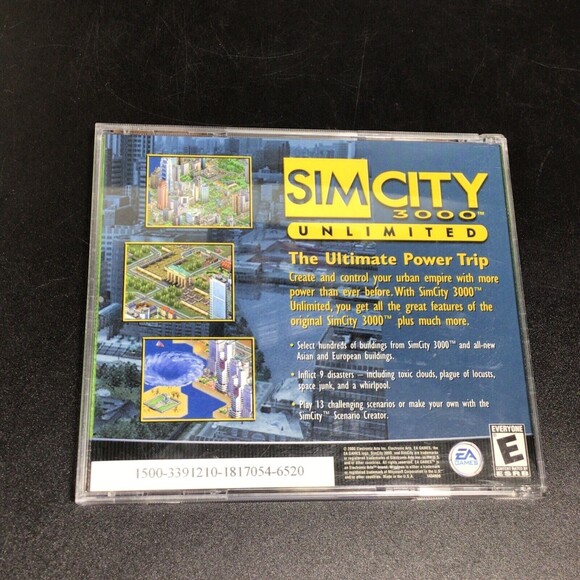 SIMCITY
3000™
UNLIMITED
The Ultimate Power Trip
Create and control your urban empire with more
power than ever before. With SimCity 3000™
Unlimited, you get all the great features of the
original SimCity 3000™ plus much more.
• Select hundreds of buildings from SimCity 3000™ and all-new
Asian and European buildings.
• Inflict 9 disasters – including toxic clouds, plague of locusts,
space junk, and a whirlpool.
• Play 13 challenging scenarios or make your own with the
SimCity™ Scenario Creator.
EVERYONE
E
ESRB
EA
GAMES
1500-3391210-1817054-6520